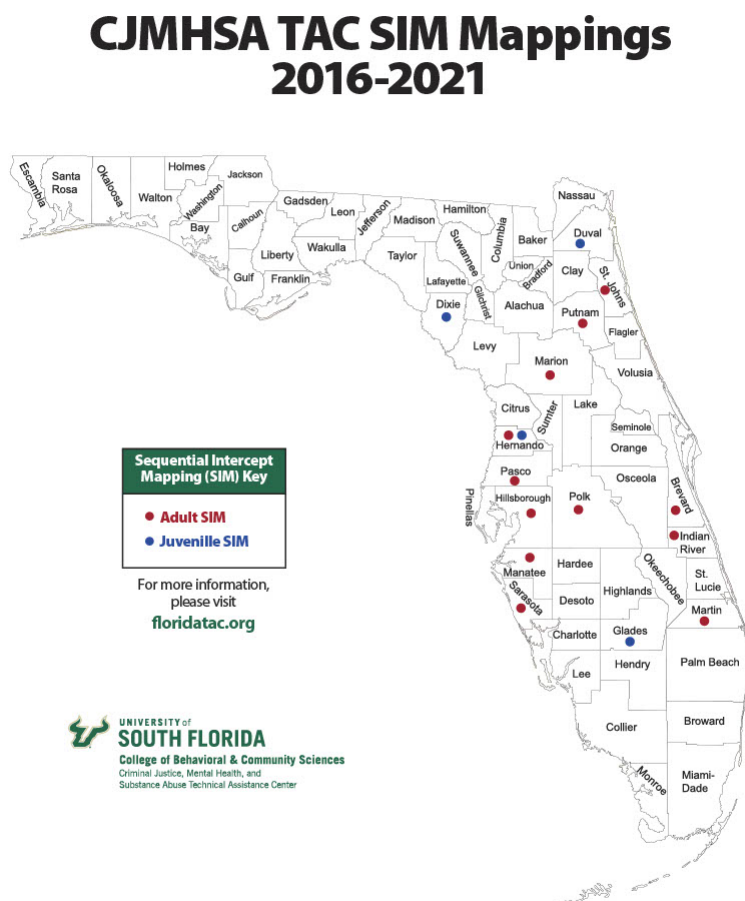 CJMHSA TAC SIM Mappings
2016-2021
Escambia
Santa
Rosa
Okaloosa
Walton
Holmes
Washington
Bay
Jackson
Calhoun
Gulf
Gadsden
Liberty
Franklin
Leon
Wakulla
Jefferson
Madison
Taylor
Hamilton
Suwannee
Lafayette
Dixie
Columbia
Gilchrist
Baker
Union
Bradford
Alachua
Levy
Nassau
Duval
Clay
St. Johns
Putnam
Flagler
Marion
Volusia
Citrus
Sumter
Lake
Hernando
Seminole
Orange
Pasco
Osceola
Pinellas
Hillsborough
Polk
Brevard
Indian
River
Manatee
Hardee
Okeechobee
St.
Lucie
Sarasota
Desoto
Highlands
Martin
Charlotte
Glades
Lee
Hendry
Palm Beach
Collier
Broward
Monroe
Miami-
Dade
Sequential Intercept
Mapping (SIM) Key
Adult SIM
Juvenille SIM
For more information,
please visit
floridatac.org
UNIVERSITY of
SOUTH FLORIDA
College of Behavioral & Community Sciences
Criminal Justice, Mental Health, and
Substance Abuse Technical Assistance Center